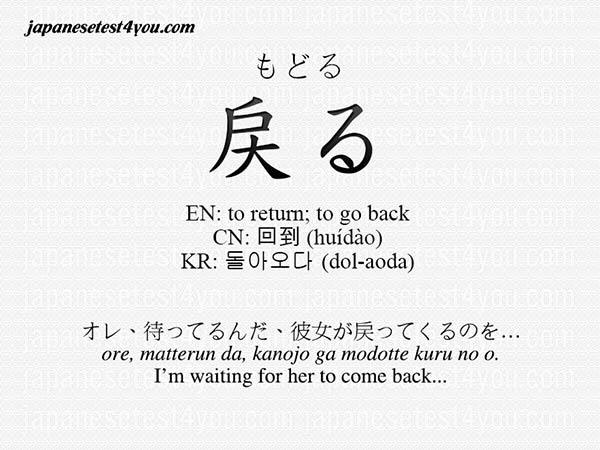 japanesetest4you.com
もどる
戻る
EN: to return; to go back
CN: 回到 (huídào)
KR: 돌아오다 (dol-aoda)
オレ、待ってるんだ、彼女が戻ってくるのを…
ore, matterun da, kanojo ga modotte kuru no o.
I’m waiting for her to come back...